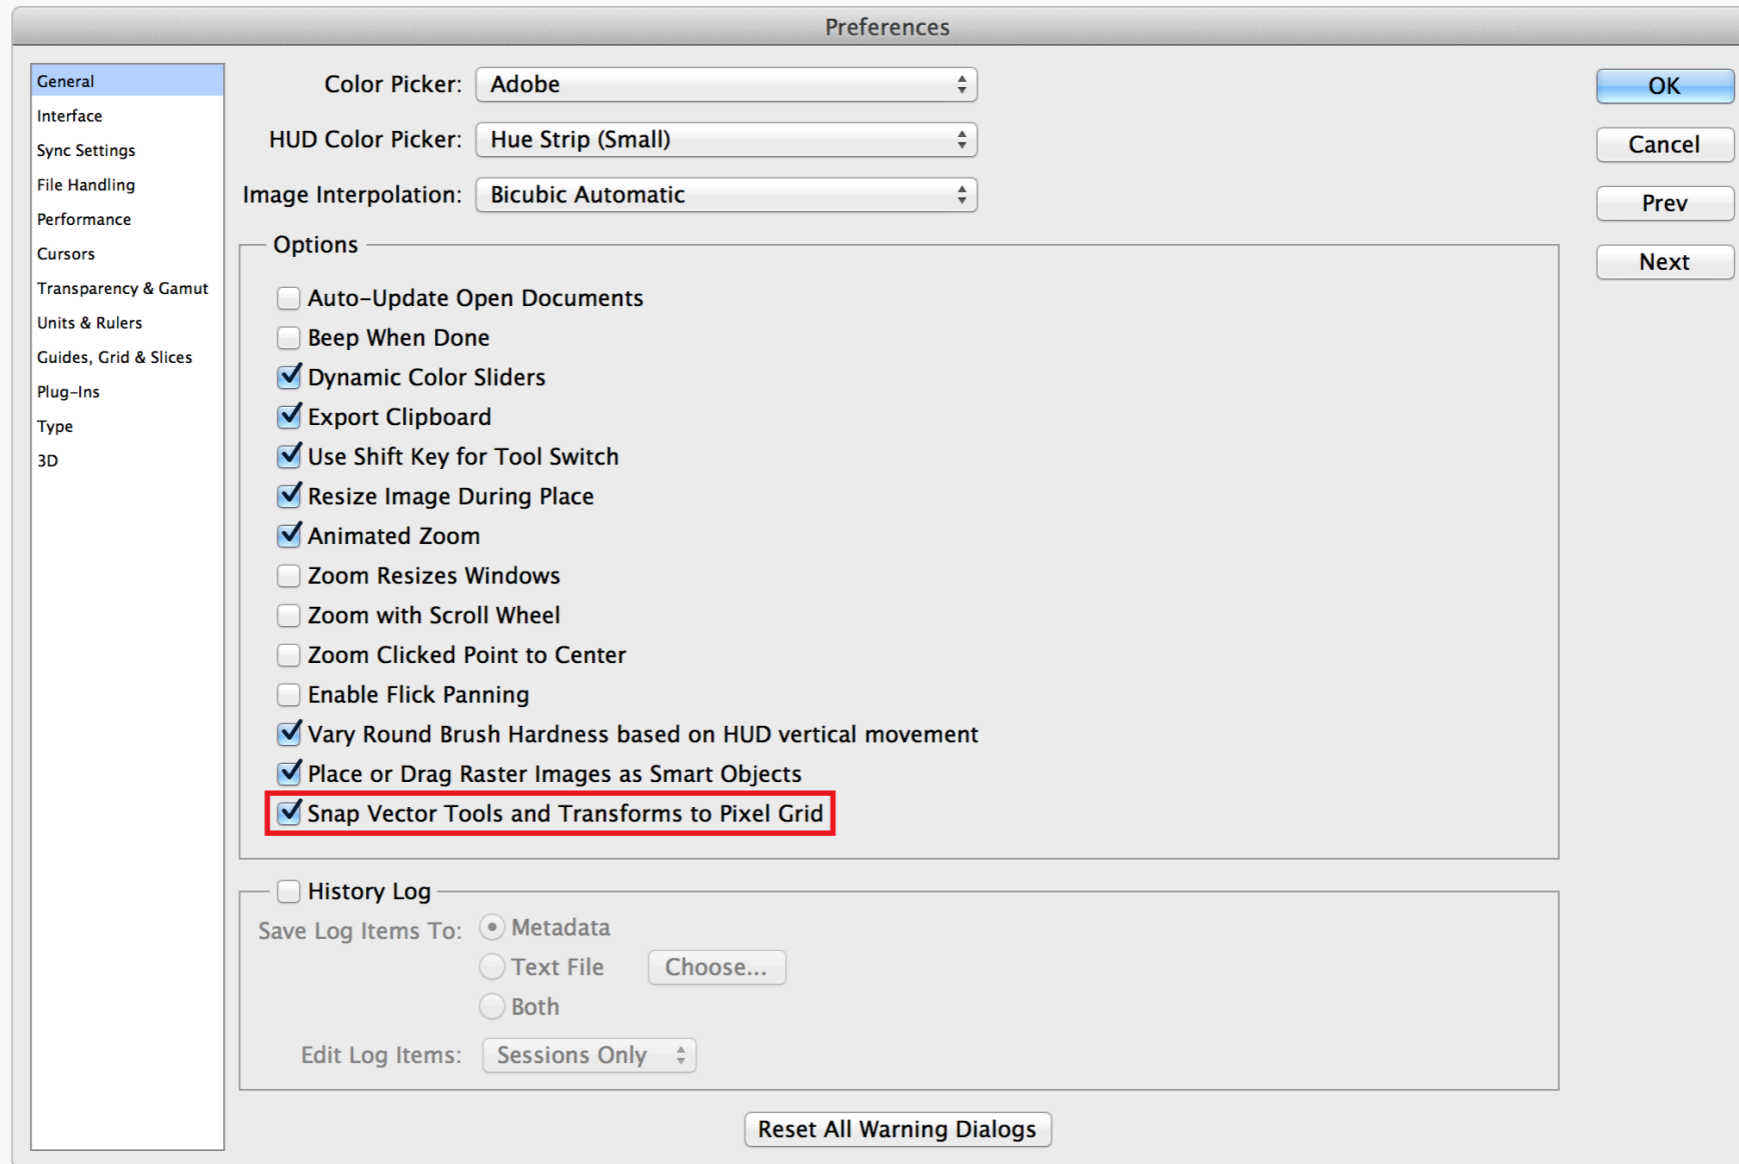 Preferences
General
Interface
Sync Settings
File Handling
Performance
Cursors
Transparency & Gamut
Units & Rulers
Guides, Grid & Slices
Plug-Ins
Type
3D
Color Picker: Adobe
HUD Color Picker: Hue Strip (Small)
Image Interpolation: Bicubic Automatic
Options
Auto-Update Open Documents
Beep When Done
Dynamic Color Sliders
Export Clipboard
Use Shift Key for Tool Switch
Resize Image During Place
Animated Zoom
Zoom Resizes Windows
Zoom with Scroll Wheel
Zoom Clicked Point to Center
Enable Flick Panning
Vary Round Brush Hardness based on HUD vertical movement
Place or Drag Raster Images as Smart Objects
Snap Vector Tools and Transforms to Pixel Grid
History Log
Save Log Items To: Metadata
Text File Choose...
Both
Edit Log Items: Sessions Only
Reset All Warning Dialogs
OK
Cancel
Prev
Next